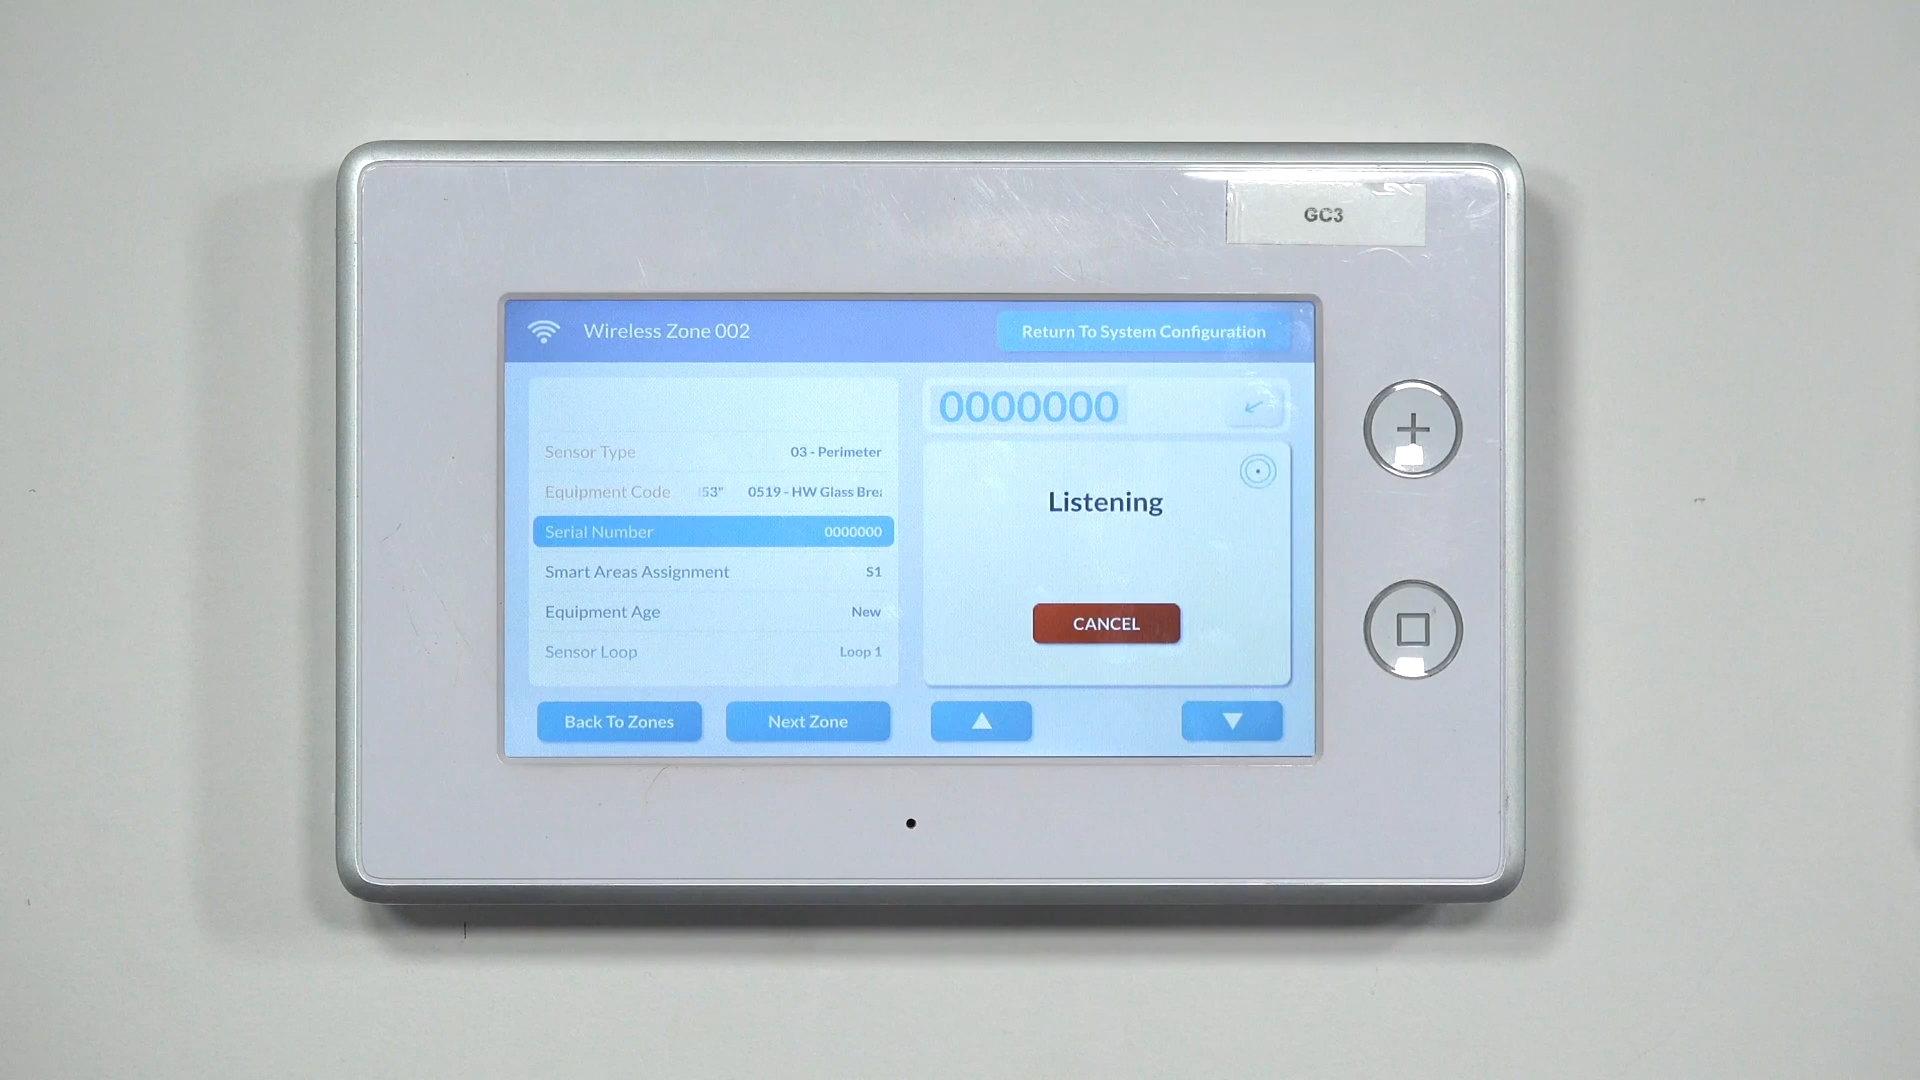 GC3
Wireless Zone 002
Return To System Configuration
0000000
Sensor Type 03 - Perimeter
Equipment Code 53" 0519 - HW Glass Brea
Serial Number 0000000
Smart Areas Assignment S1
Equipment Age New
Sensor Loop Loop 1
Listening
CANCEL
Back To Zones
Next Zone